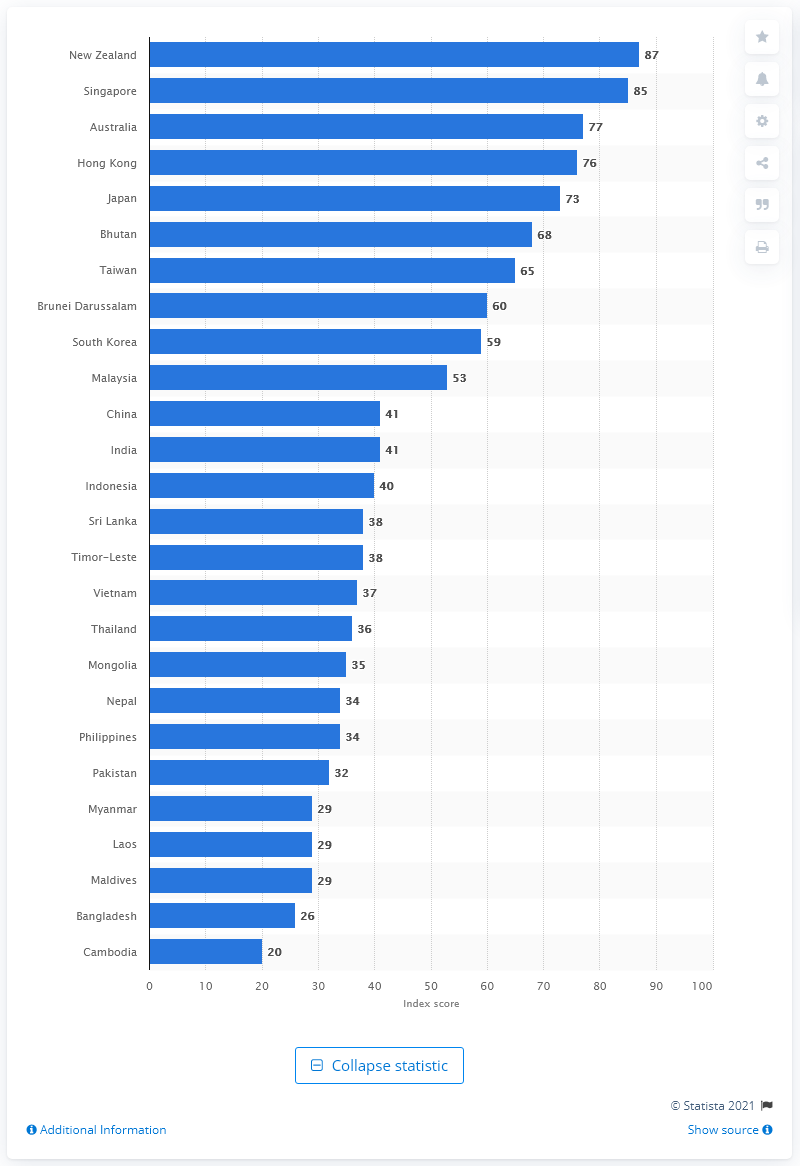 New Zealand 87
Singapore 85
Australia 77
Hong Kong 76
Japan 73
Bhutan 68
Taiwan 65
Brunei Darussalam 60
South Korea 59
Malaysia 53
China 41
India 41
Indonesia 40
Sri Lanka 38
Timor-Leste 38
Vietnam 37
Thailand 36
Mongolia 35
Nepal 34
Philippines 34
Pakistan 32
Myanmar 29
Laos 29
Maldives 29
Bangladesh 26
Cambodia 20
0 10 20 30 40 50 60 70 80 90 100
Index score
Collapse statistic
© Statista 2021
Additional Information Show source